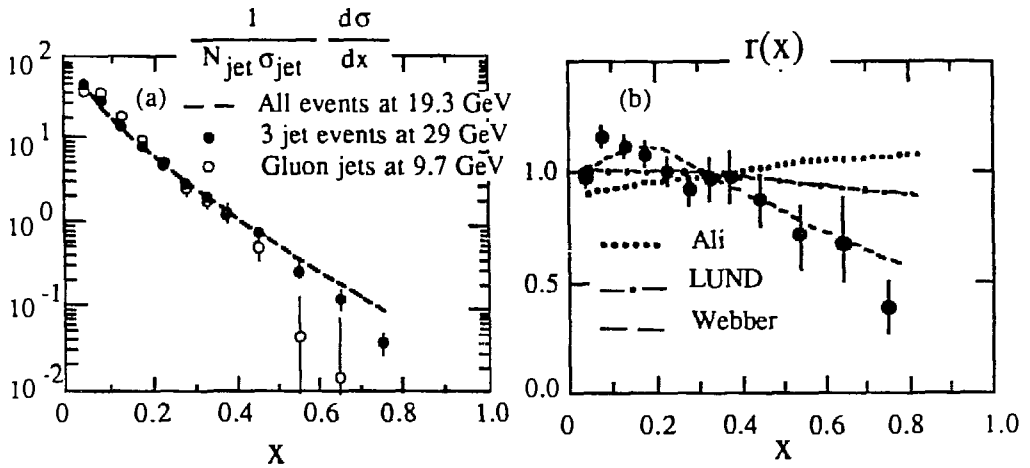 1 dσ
N jet σ jet dx
10^2
10^1
10^0
10^-1
10^-2
(a)
All events at 19.3 GeV
3 jet events at 29 GeV
Gluon jets at 9.7 GeV
0 0.2 0.4 0.6 0.8 1.0
X
r(x)
(b)
1.0
0.5
0.0
Ali
LUND
Webber
0 0.2 0.4 0.6 0.8 1.0
X